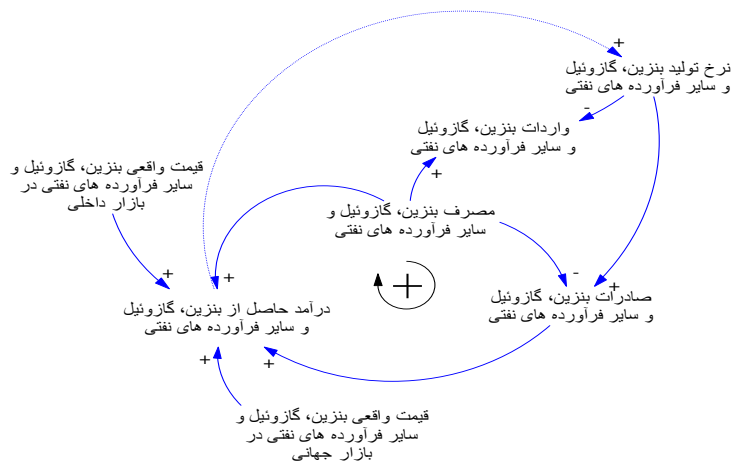 +
نرخ تولید بنزین، گازوئیل
و سایر فرآورده های نفتی
-
واردات بنزین، گازوئیل
و سایر فرآورده های نفتی
+
قیمت واقعی بنزین، گازوئیل و
سایر فرآورده های نفتی در
بازار داخلی
مصرف بنزین، گازوئیل و
سایر فرآورده های نفتی
+
+
-
+
+
صادرات بنزین، گازوئیل
و سایر فرآورده های نفتی
درآمد حاصل از بنزین، گازوئیل
و سایر فرآورده های نفتی
+
+
قیمت واقعی بنزین، گازوئیل و
سایر فرآورده های نفتی در
بازار جهانی